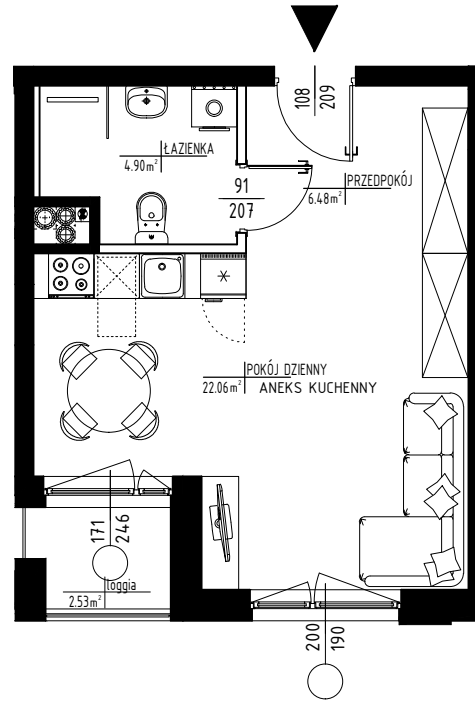 108
209
ŁAZIENKA
4.90m²
91
207
PRZEDPOKÓJ
6.48m²
POKÓJ DZIENNY
22.06m² ANEKS KUCHENNY
171
246
loggia
2.53m²
200
190